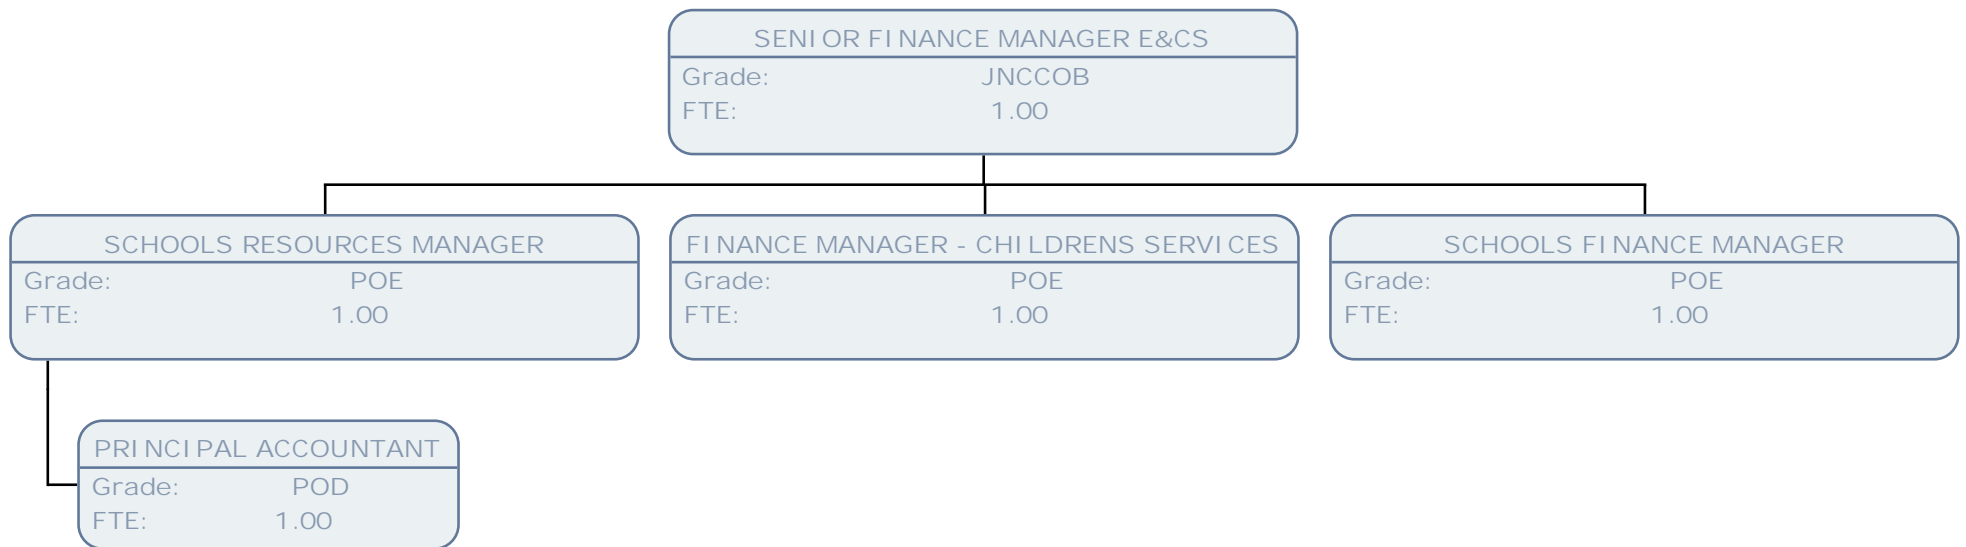 SENIOR FINANCE MANAGER E&CS
Grade: JNCCOB
FTE: 1.00
SCHOOLS RESOURCES MANAGER
Grade: POE
FTE: 1.00
FINANCE MANAGER - CHILDRENS SERVICES
Grade: POE
FTE: 1.00
SCHOOLS FINANCE MANAGER
Grade: POE
FTE: 1.00
PRINCIPAL ACCOUNTANT
Grade: POD
FTE: 1.00